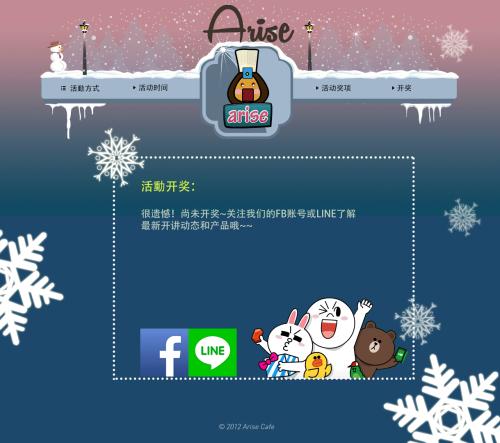 Arise
活動方式
活动时间
活动奖项
开奖
arise
活動开奖：
很遗憾！尚未开奖~关注我们的FB账号或LINE了解
最新开讲动态和产品哦~~
f
LINE
© 2012 Arise Cafe